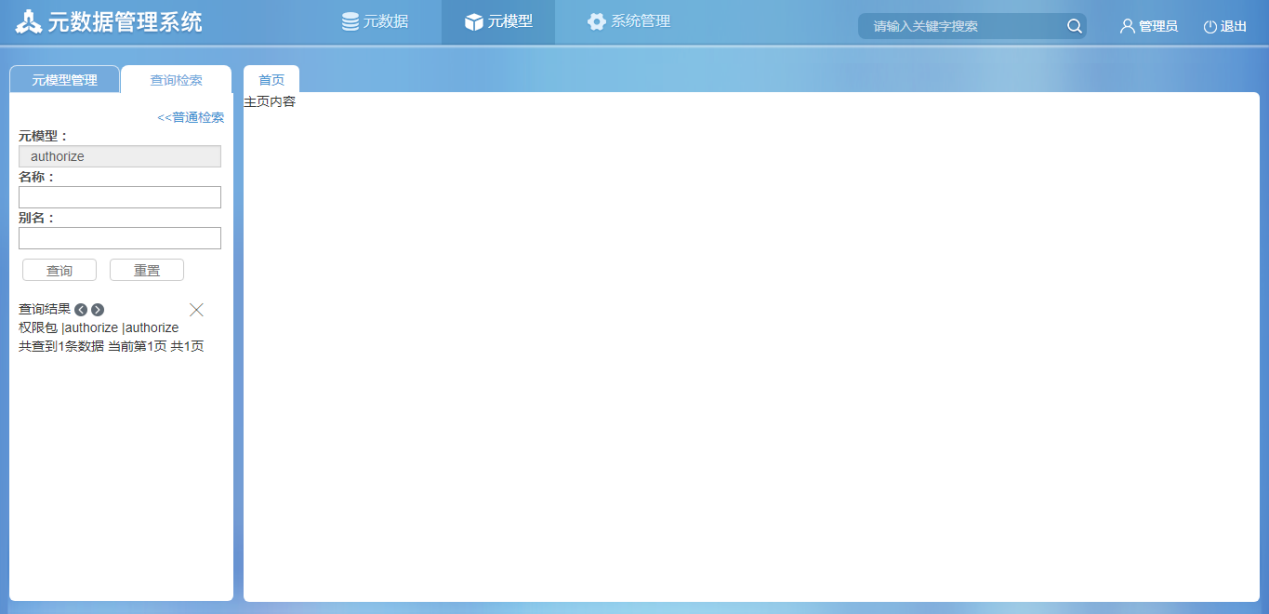 元数据管理系统
元数据
元模型
系统管理
请输入关键字搜索
管理员
退出
元模型管理
查询检索
首页
主页内容
<<普通检索
元模型：
authorize
名称：
别名：
查询
重置
查询结果
权限包 |authorize |authorize
共查到1条数据 当前第1页 共1页